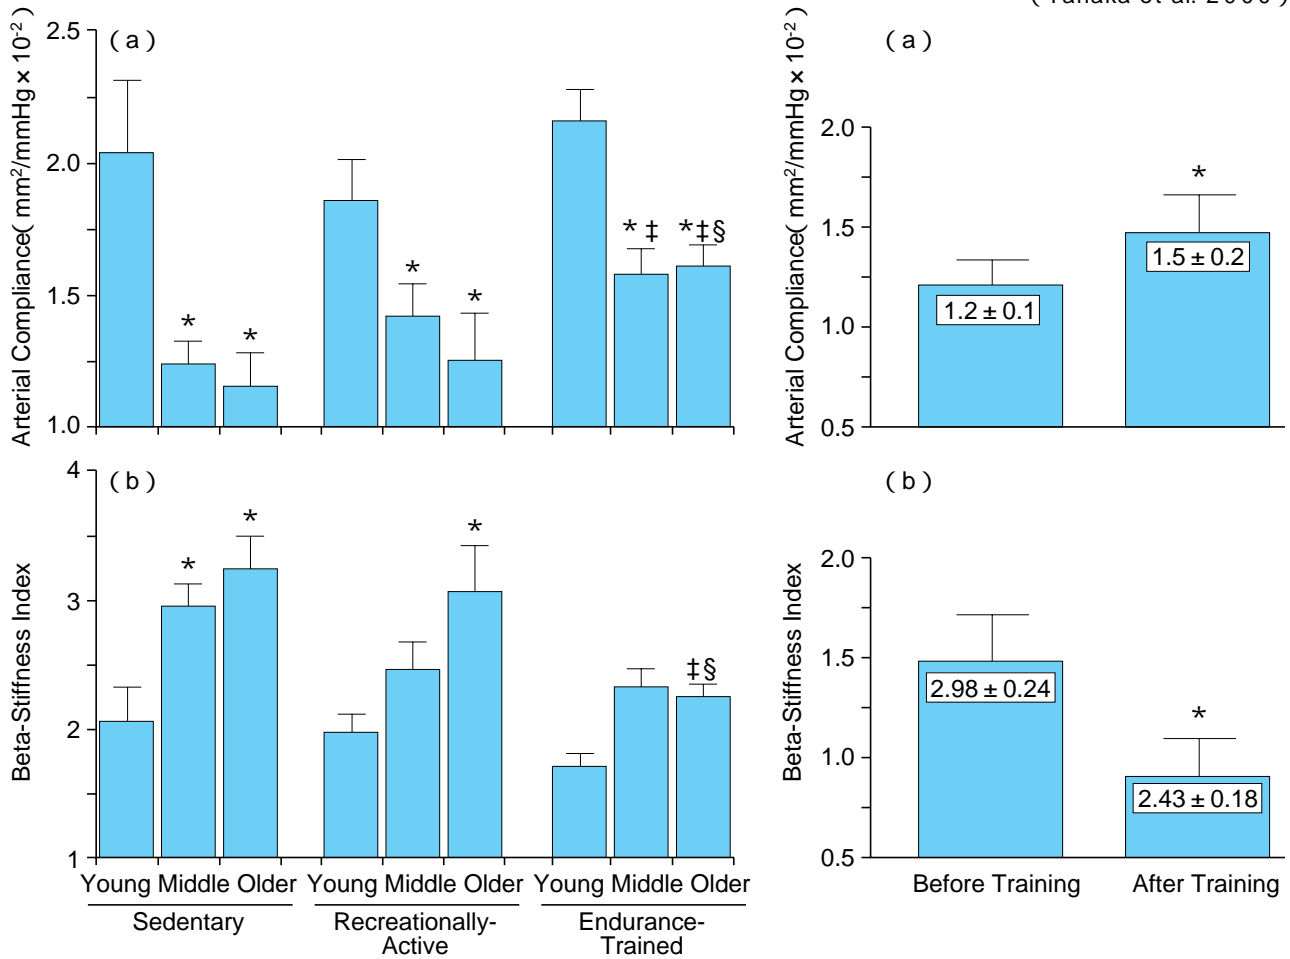 ( Tanaka et al. 2000 )
Arterial Compliance( mm²/mmHg × 10⁻² )
2.5
2.0
1.5
1.0
( a )
*
*
*
*
* ‡
*‡§
Beta-Stiffness Index
4
3
2
1
( b )
*
*
*
‡§
Young Middle Older
Young Middle Older
Young Middle Older
Sedentary
Recreationally-
Active
Endurance-
Trained
Arterial Compliance( mm²/mmHg × 10⁻² )
( a )
2.0
1.5
1.0
0.5
*
1.2 ± 0.1
1.5 ± 0.2
Beta-Stiffness Index
( b )
2.0
1.5
1.0
0.5
2.98 ± 0.24
*
2.43 ± 0.18
Before Training
After Training